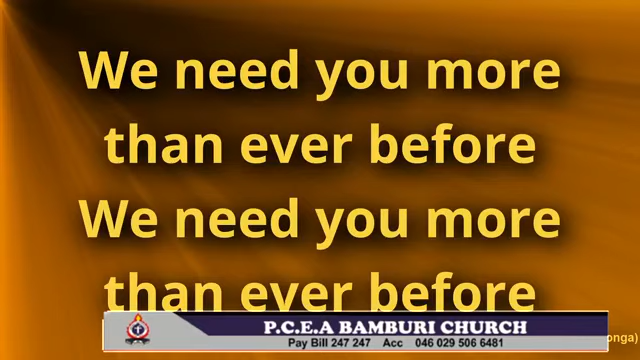 We need you more
than ever before
We need you more
than ever before
P.C.E.A BAMBURI CHURCH
Pay Bill 247 247 Acc 046 029 506 6481
onga)